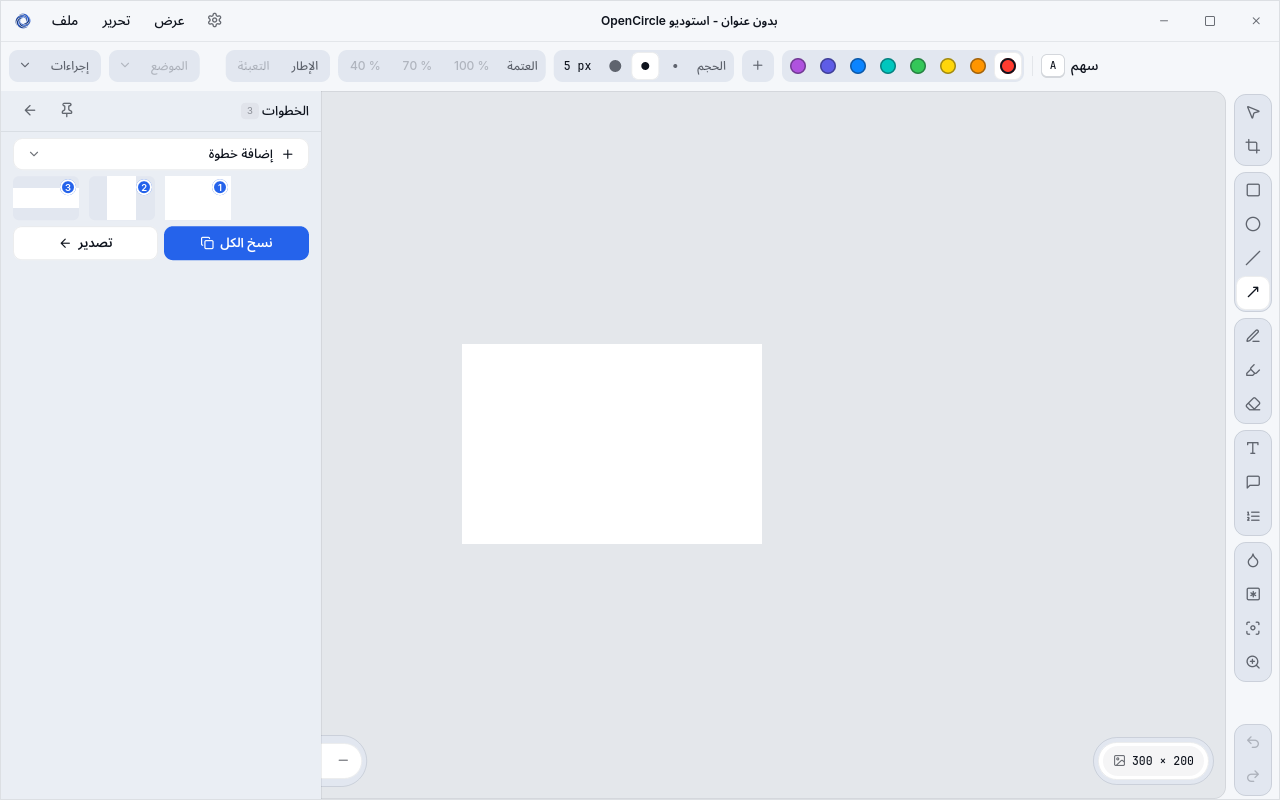 ملف تحرير عرض بدون عنوان - استوديو OpenCircle
سهم A الحجم 5 px العتمة 100 % 70 % 40 % الإطار التعبئة الموضع إجراءات
الخطوات 3
إضافة خطوة
1 2 3
نسخ الكل تصدير
300 × 200